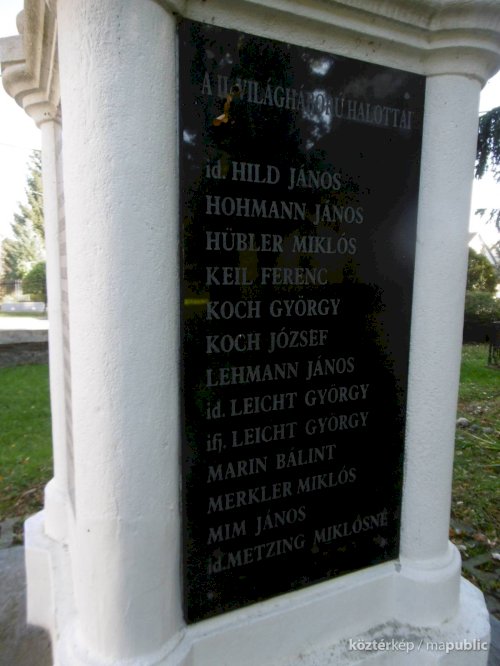 A II. VILÁGHÁBORÚ HALOTTAI
id. HILD JÁNOS
HOHMANN JÁNOS
HÜBLER MIKLÓS
KEIL FERENC
KOCH GYÖRGY
KOCH JÓZSEF
LEHMANN JÁNOS
id. LEICHT GYÖRGY
ifj. LEICHT GYÖRGY
MARIN BÁLINT
MERKLER MIKLÓS
MIM JÁNOS
id. METZING MIKLÓSNÉ
köztérkép / mapublic